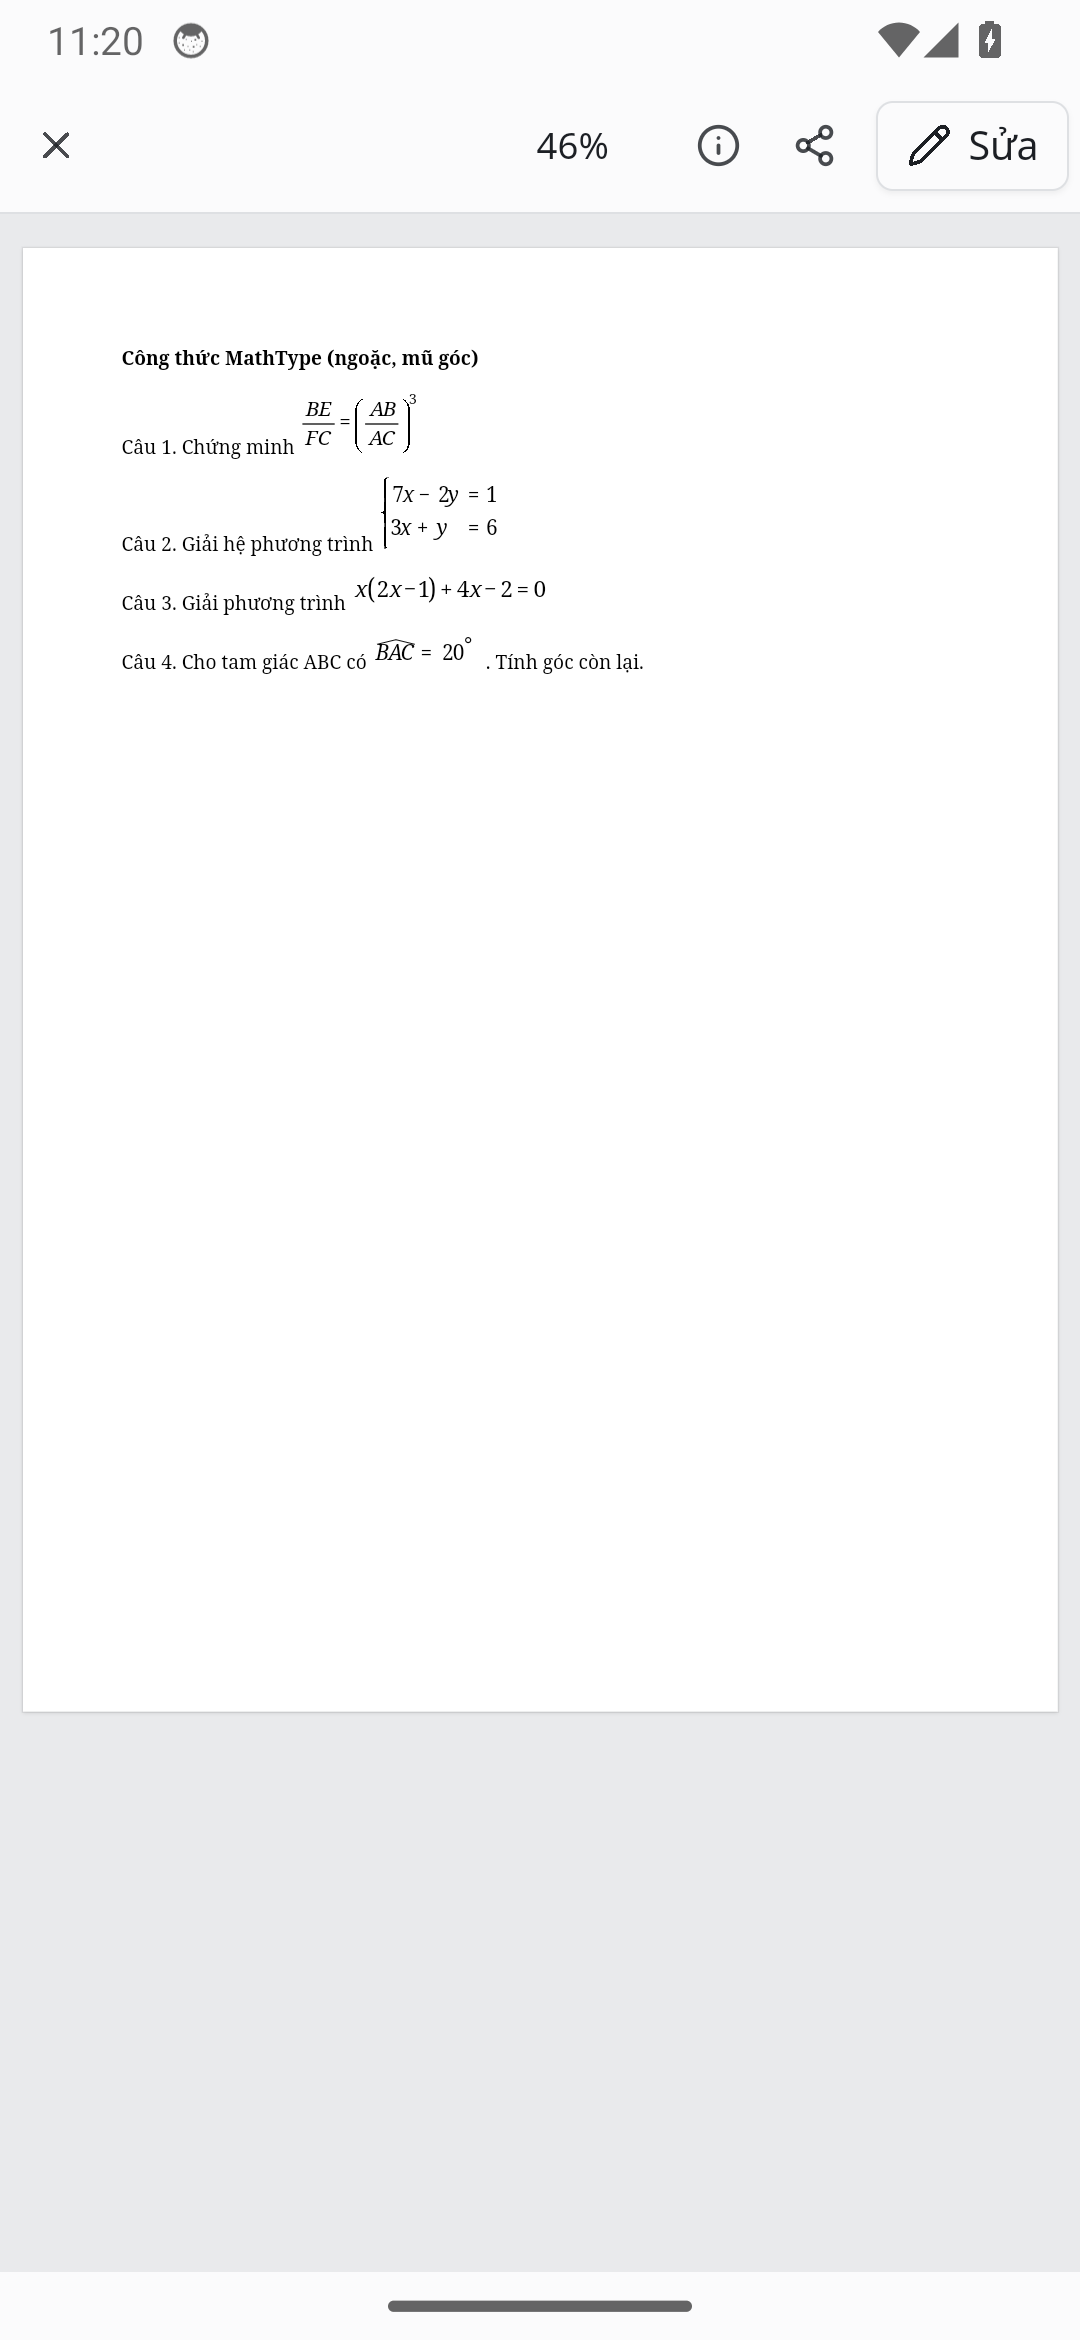 11:20
46%
Sửa
Công thức MathType (ngoặc, mũ góc)
Câu 1. Chứng minh BE/FC = (AB/AC)³
Câu 2. Giải hệ phương trình { 7x − 2y = 1
3x + y = 6
Câu 3. Giải phương trình x(2x−1) + 4x − 2 = 0
Câu 4. Cho tam giác ABC có \widehat{BAC} = 20° . Tính góc còn lại.